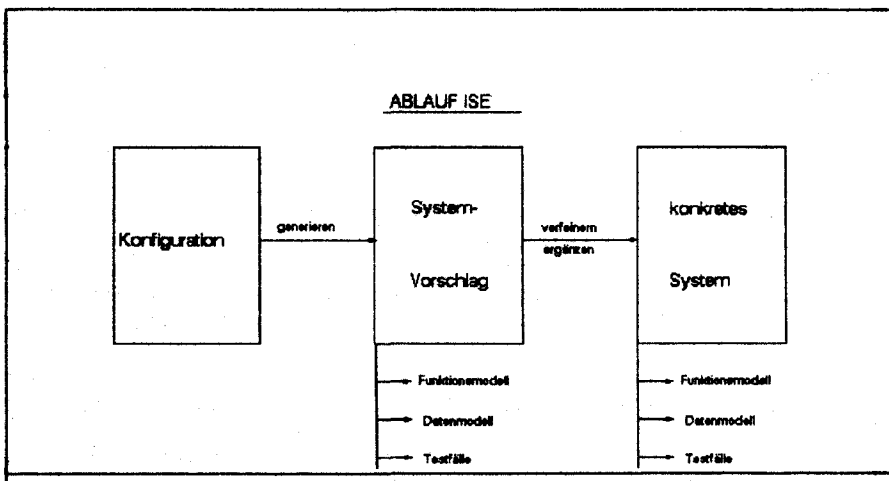 ABLAUF ISE
Konfiguration
generieren
System-
Vorschlag
verfeinern
ergänzen
konkretes
System
Funktionsmodell
Datenmodell
Testfälle
Funktionsmodell
Datenmodell
Testfälle